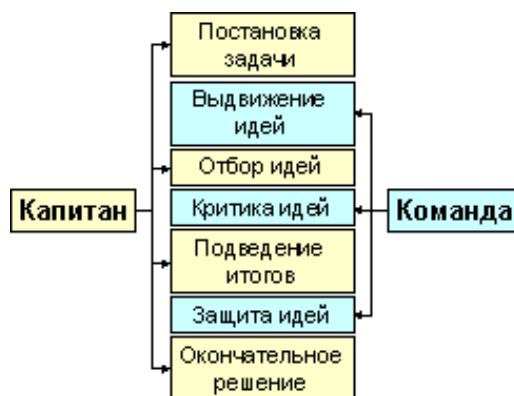 Постановка
задачи
Выдвижение
идей
Отбор идей
Капитан
Критика идей
Команда
Подведение
итогов
Защита идей
Окончательное
решение